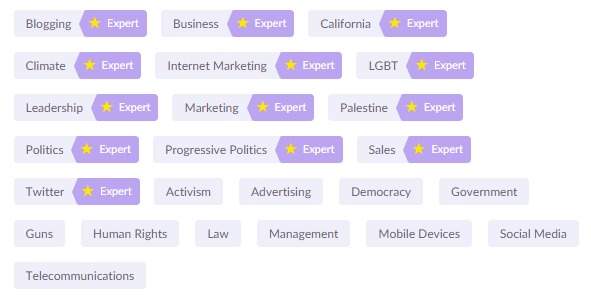 Blogging Expert Business Expert California Expert
Climate Expert Internet Marketing Expert LGBT Expert
Leadership Expert Marketing Expert Palestine Expert
Politics Expert Progressive Politics Expert Sales Expert
Twitter Expert Activism Advertising Democracy Government
Guns Human Rights Law Management Mobile Devices Social Media
Telecommunications